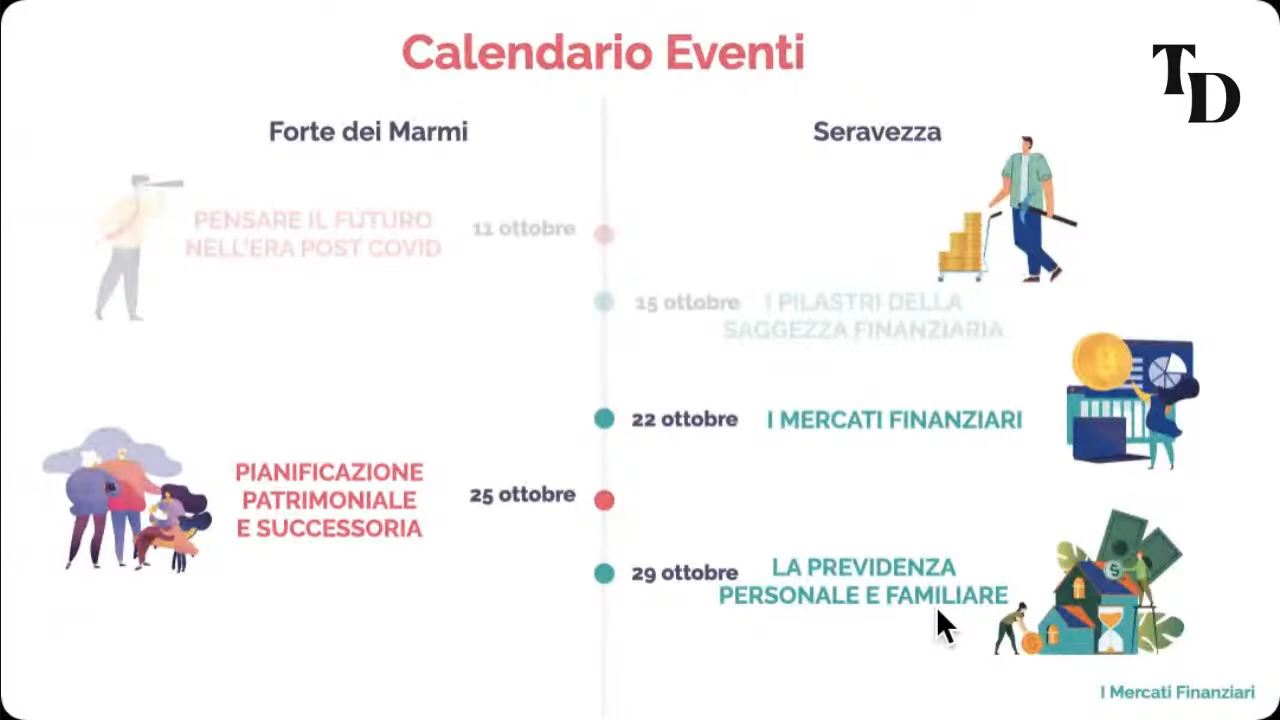 Calendario Eventi
TD
Forte dei Marmi
Seravezza
PENSARE IL FUTURO
NELL'ERA POST COVID
11 ottobre
15 ottobre
I PILASTRI DELLA
SAGGEZZA FINANZIARIA
22 ottobre
I MERCATI FINANZIARI
PIANIFICAZIONE
PATRIMONIALE
E SUCCESSORIA
25 ottobre
29 ottobre
LA PREVIDENZA
PERSONALE E FAMILIARE
I Mercati Finanziari